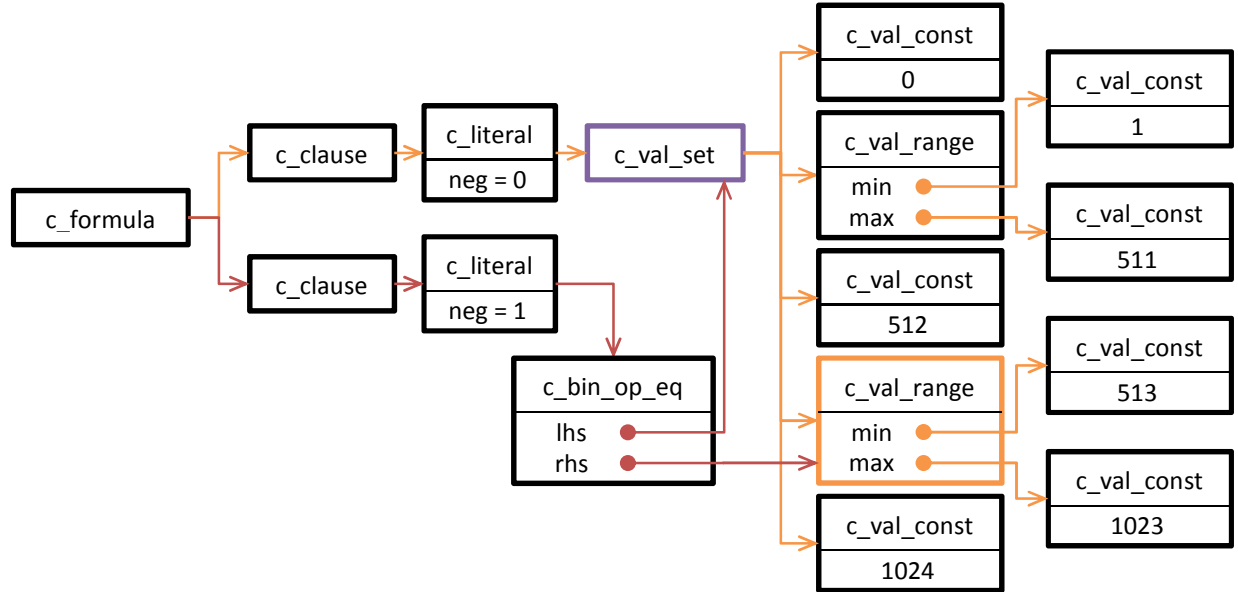 c_formula
c_clause
c_literal
neg = 0
c_val_set
c_clause
c_literal
neg = 1
c_bin_op_eq
lhs
rhs
c_val_const
0
c_val_range
min
max
c_val_const
1
c_val_const
511
c_val_const
512
c_val_range
min
max
c_val_const
513
c_val_const
1023
c_val_const
1024